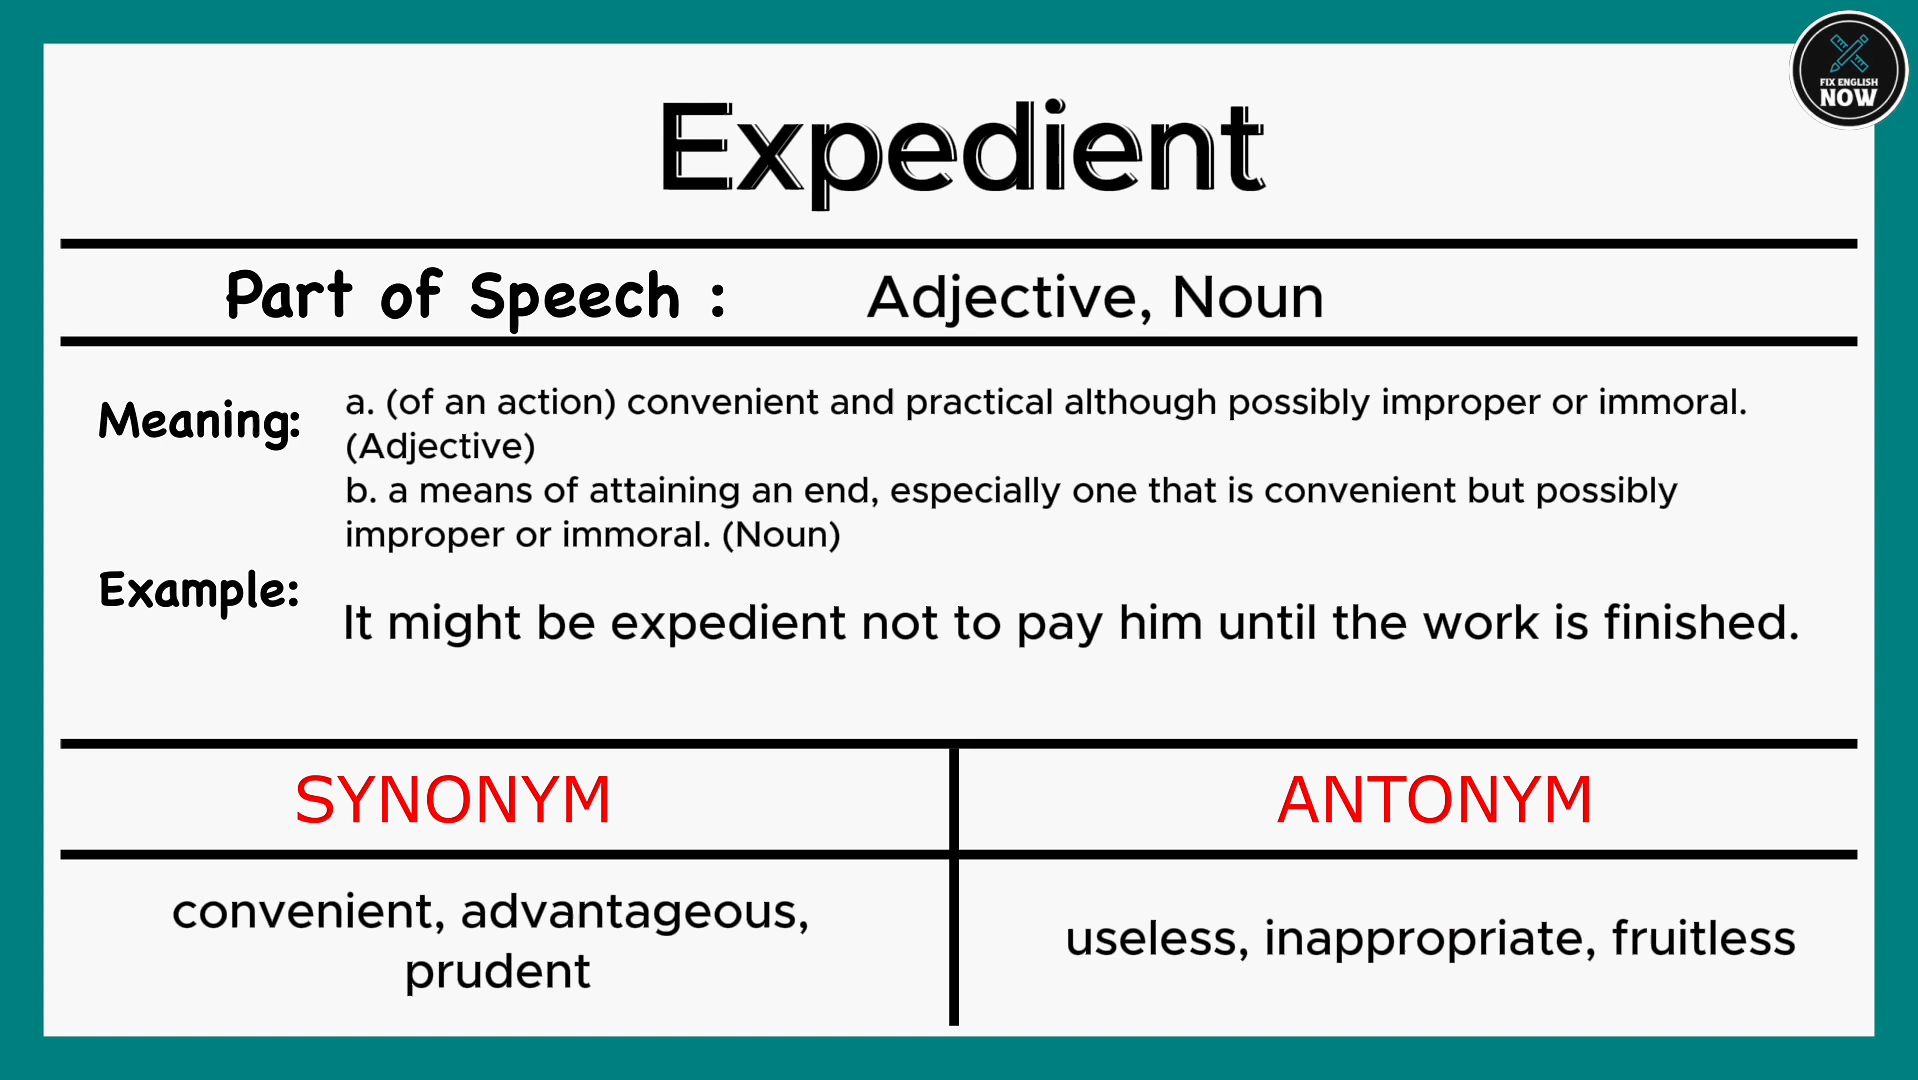 FIX ENGLISH
NOW
Expedient
Part of Speech : Adjective, Noun
Meaning: a. (of an action) convenient and practical although possibly improper or immoral.
(Adjective)
b. a means of attaining an end, especially one that is convenient but possibly
improper or immoral. (Noun)
Example: It might be expedient not to pay him until the work is finished.
SYNONYM
ANTONYM
convenient, advantageous,
prudent
useless, inappropriate, fruitless